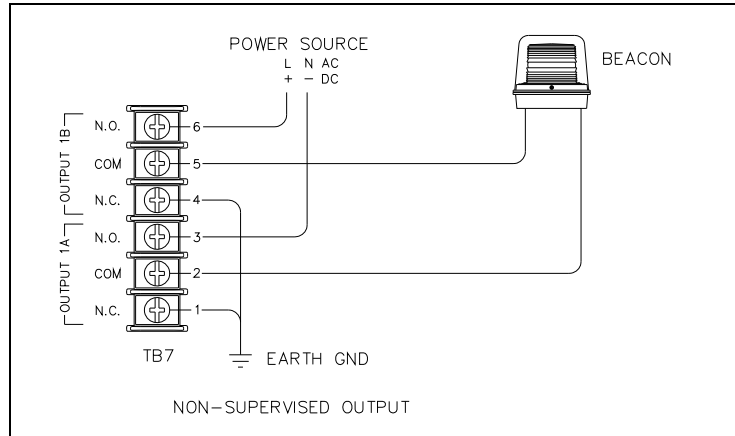 POWER SOURCE
L N AC
+ − DC
BEACON
OUTPUT 1B
N.O. 6
COM 5
N.C. 4
OUTPUT 1A
N.O. 3
COM 2
N.C. 1
TB7
EARTH GND
NON−SUPERVISED OUTPUT